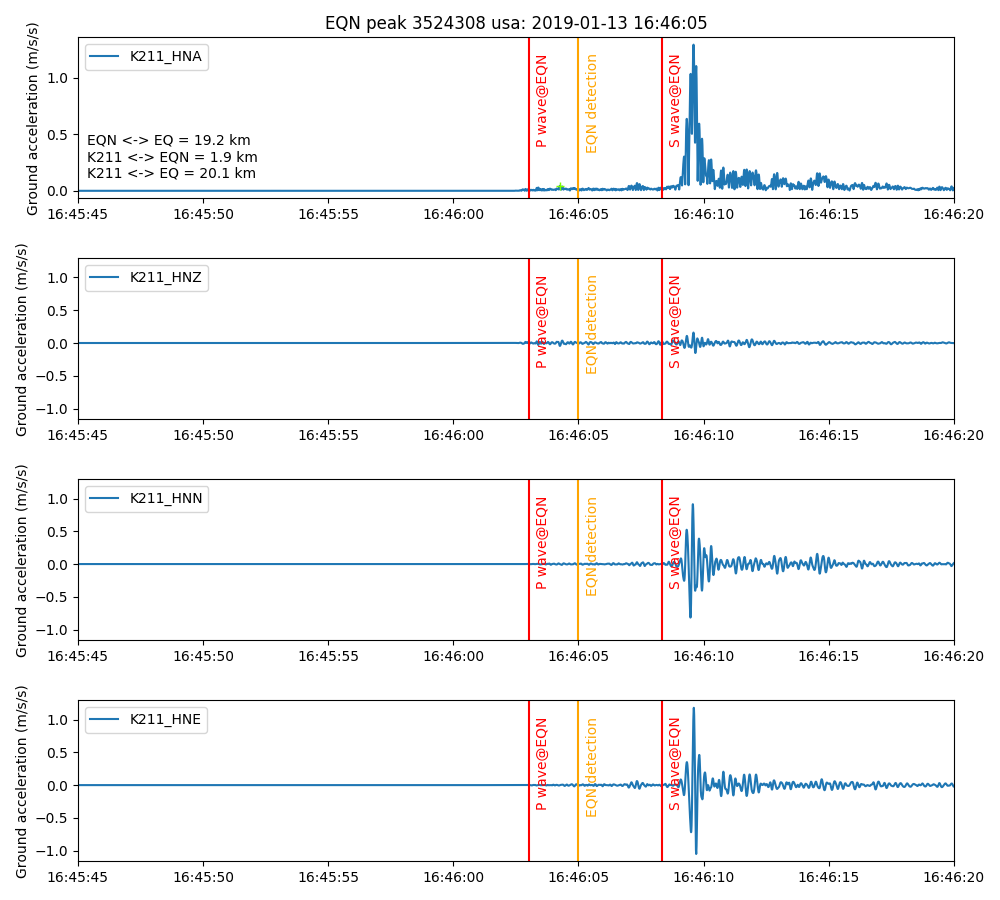 EQN peak 3524308 usa: 2019-01-13 16:46:05
Ground acceleration (m/s/s)
1.0
0.5
0.0
K211_HNA
P wave@EQN
EQN detection
S wave@EQN
EQN <-> EQ = 19.2 km
K211 <-> EQN = 1.9 km
K211 <-> EQ = 20.1 km
16:45:45 16:45:50 16:45:55 16:46:00 16:46:05 16:46:10 16:46:15 16:46:20
Ground acceleration (m/s/s)
1.0
0.5
0.0
−0.5
−1.0
K211_HNZ
P wave@EQN
EQN detection
S wave@EQN
16:45:45 16:45:50 16:45:55 16:46:00 16:46:05 16:46:10 16:46:15 16:46:20
Ground acceleration (m/s/s)
1.0
0.5
0.0
−0.5
−1.0
K211_HNN
P wave@EQN
EQN detection
S wave@EQN
16:45:45 16:45:50 16:45:55 16:46:00 16:46:05 16:46:10 16:46:15 16:46:20
Ground acceleration (m/s/s)
1.0
0.5
0.0
−0.5
−1.0
K211_HNE
P wave@EQN
EQN detection
S wave@EQN
16:45:45 16:45:50 16:45:55 16:46:00 16:46:05 16:46:10 16:46:15 16:46:20